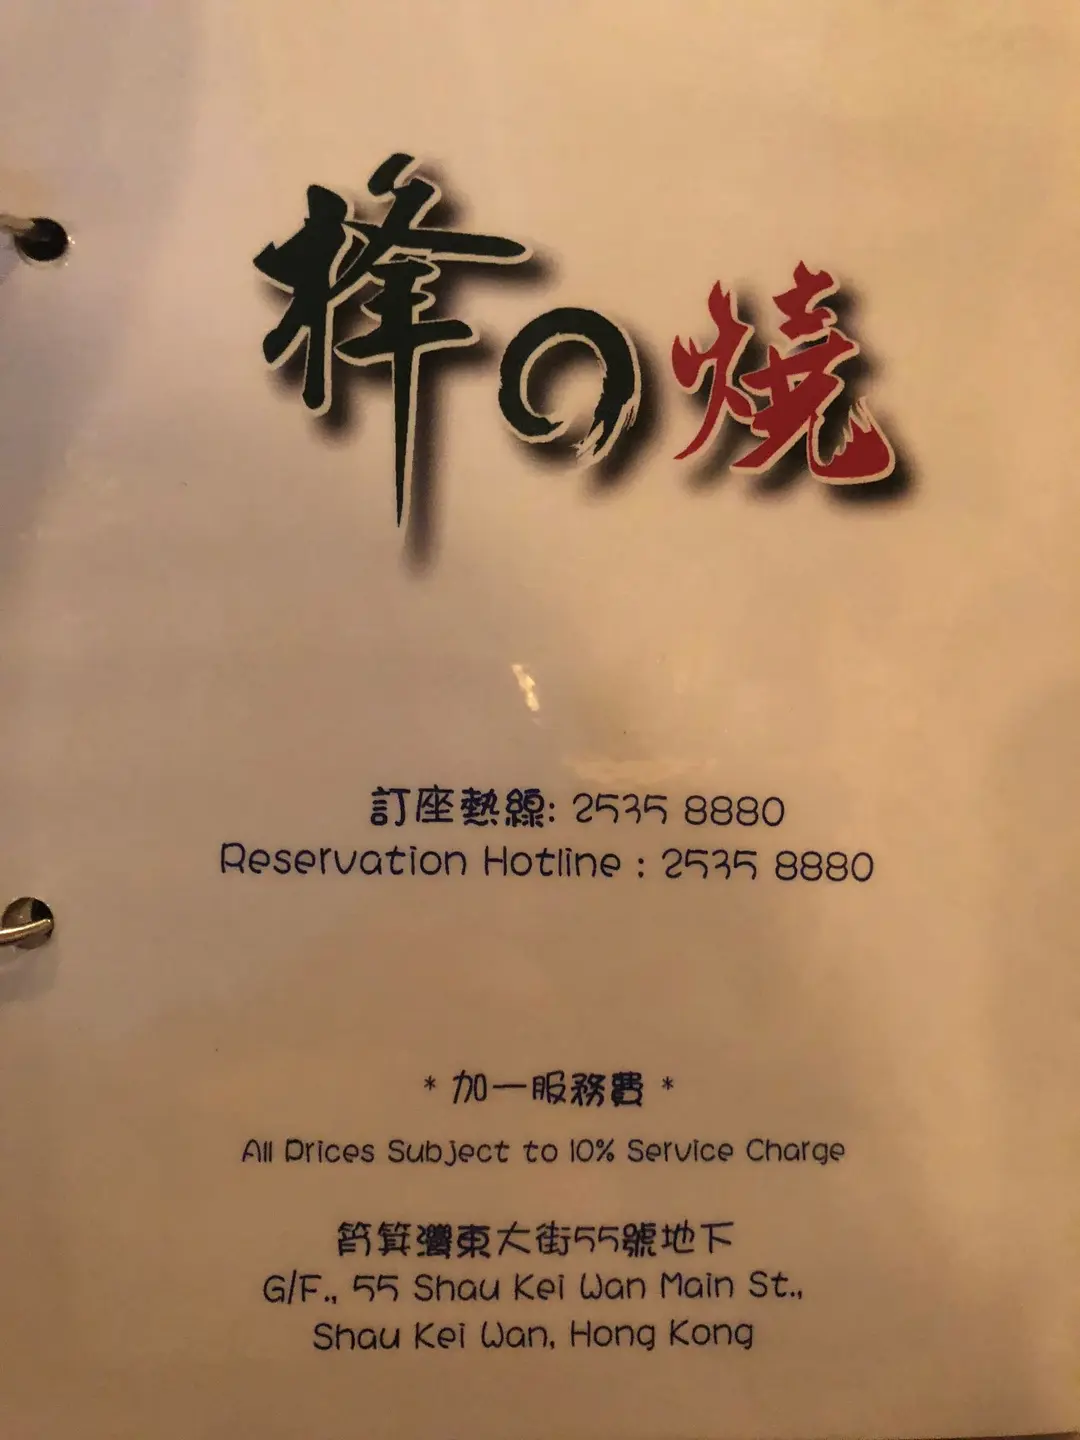 㭋の燒
訂座熱線: 2535 8880
Reservation Hotline : 2535 8880
* 加一服務費 *
All Prices Subject to 10% Service Charge
筲箕灣東大街55號地下
G/F., 55 Shau Kei Wan Main St.,
Shau Kei Wan, Hong Kong